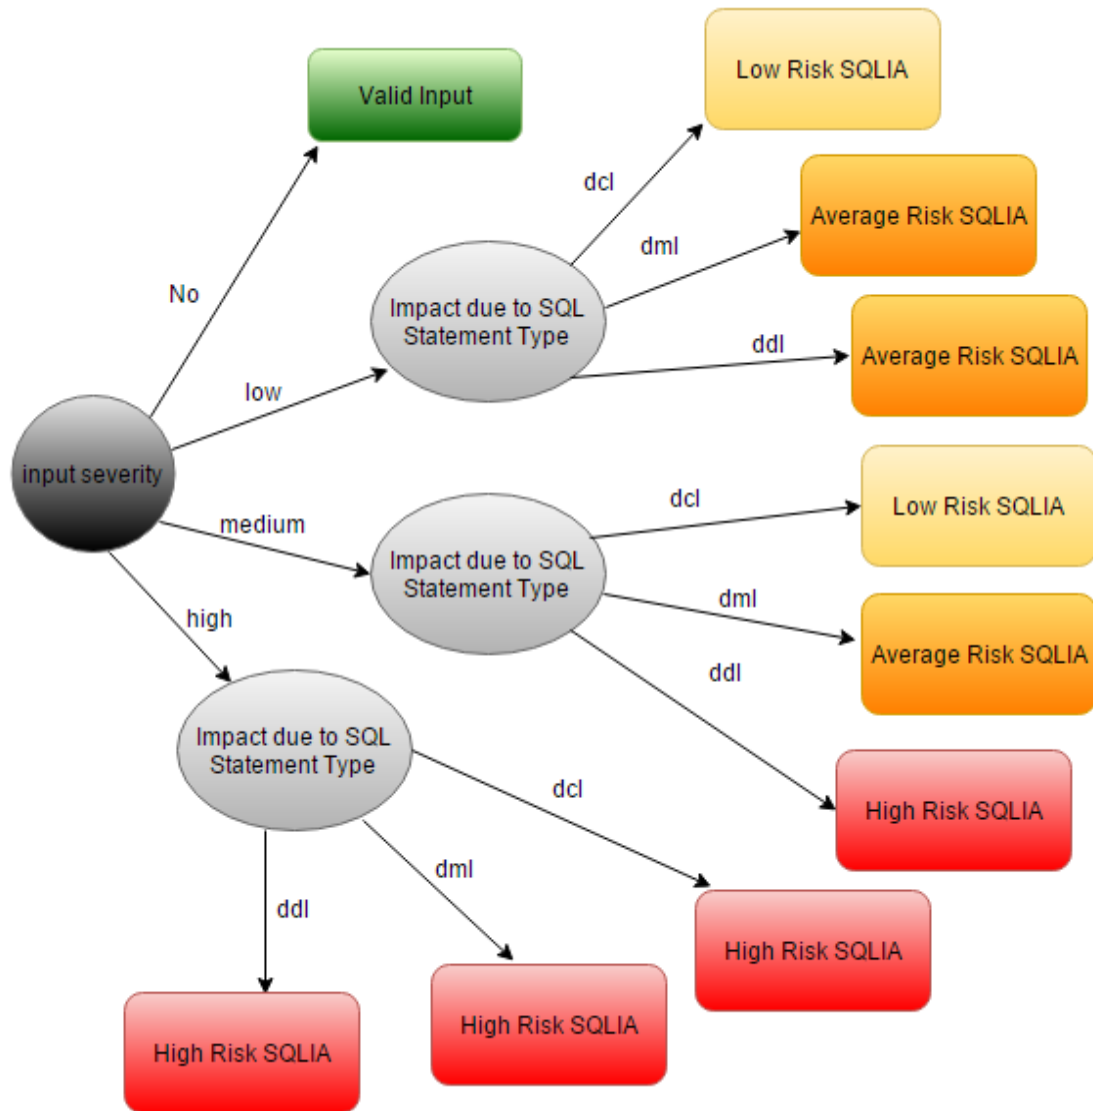 Low Risk SQLIA
Valid Input
dcl
Average Risk SQLIA
dml
No
Impact due to SQL
Statement Type
ddl
Average Risk SQLIA
low
input severity
dcl
Low Risk SQLIA
medium
Impact due to SQL
Statement Type
dml
Average Risk SQLIA
high
ddl
Impact due to SQL
Statement Type
dcl
High Risk SQLIA
dml
ddl
High Risk SQLIA
High Risk SQLIA
High Risk SQLIA